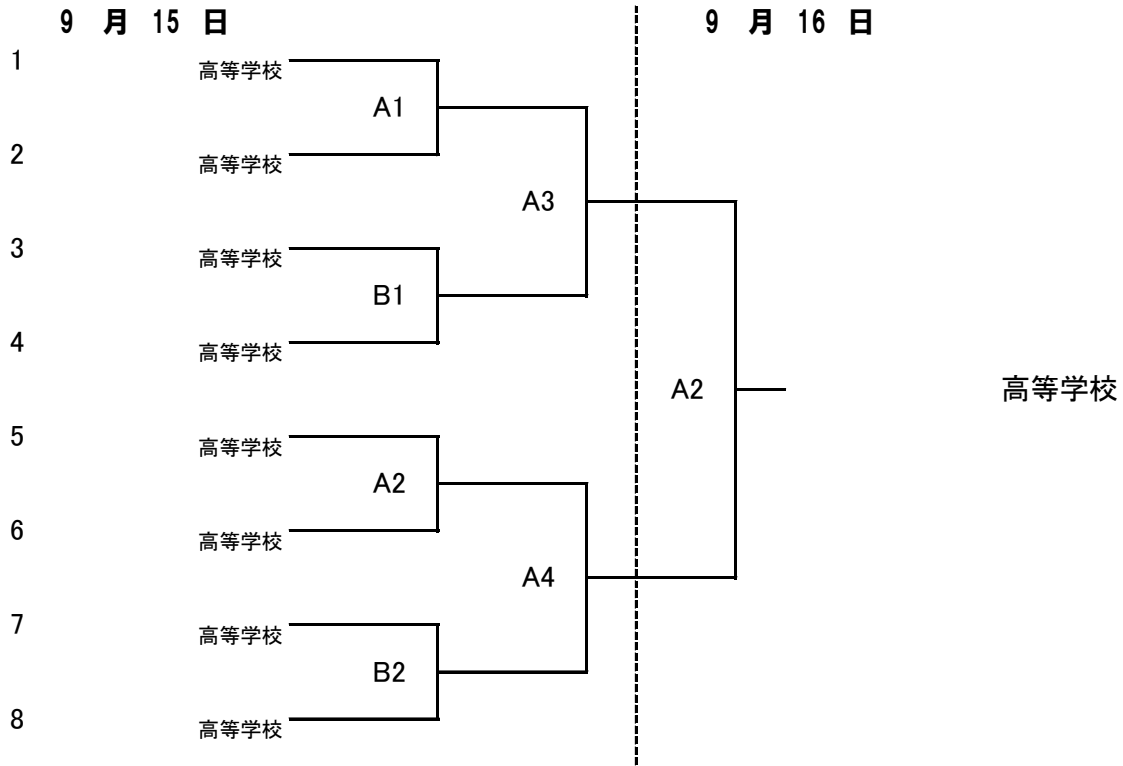 9 月 15 日 9 月 16 日
1 高等学校
A1
2 高等学校
A3
3 高等学校
B1
4 高等学校
A2 高等学校
5 高等学校
A2
6 高等学校
A4
7 高等学校
B2
8 高等学校